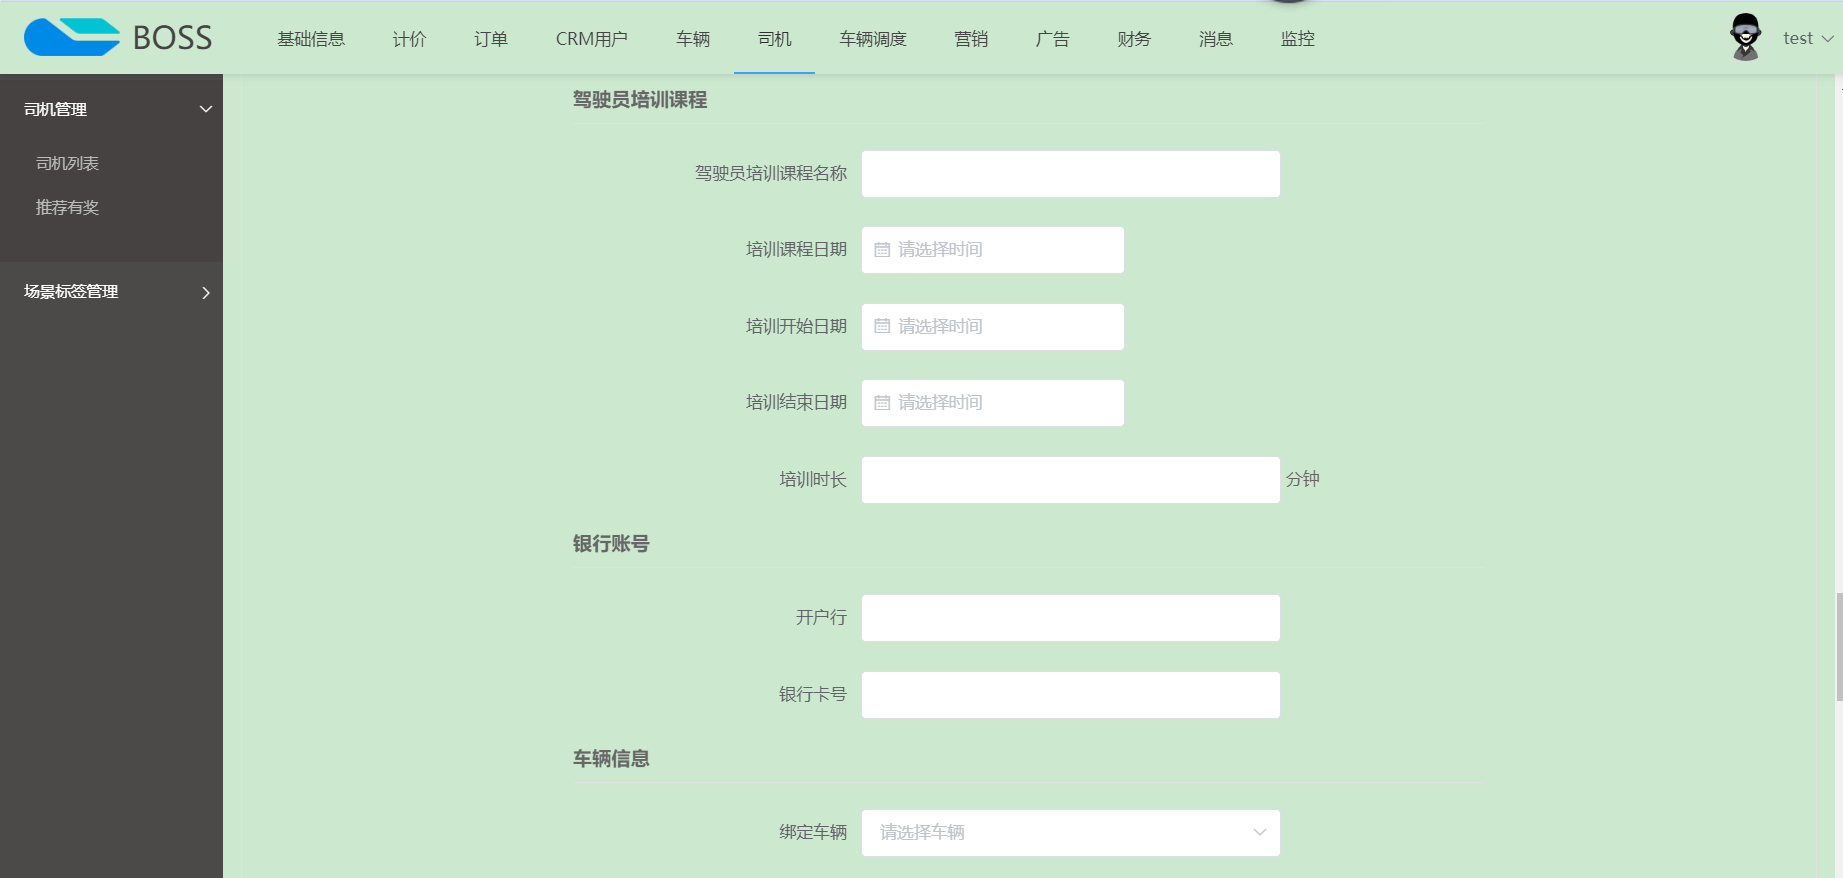 BOSS
基础信息
计价
订单
CRM用户
车辆
司机
车辆调度
营销
广告
财务
消息
监控
test
司机管理
司机列表
推荐有奖
场景标签管理
驾驶员培训课程
驾驶员培训课程名称
培训课程日期 请选择时间
培训开始日期 请选择时间
培训结束日期 请选择时间
培训时长 分钟
银行账号
开户行
银行卡号
车辆信息
绑定车辆 请选择车辆